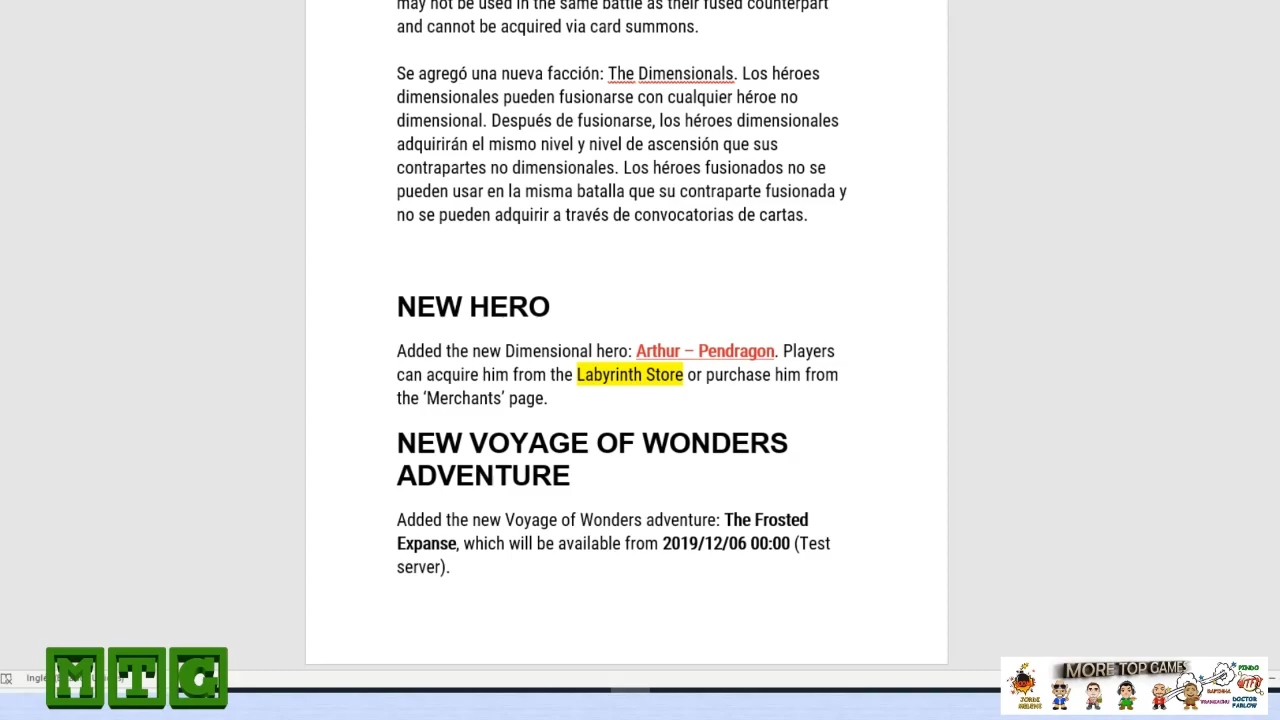 may not be used in the same battle as their fused counterpart
and cannot be acquired via card summons.
Se agregó una nueva facción: The Dimensionals. Los héroes
dimensionales pueden fusionarse con cualquier héroe no
dimensional. Después de fusionarse, los héroes dimensionales
adquirirán el mismo nivel y nivel de ascensión que sus
contrapartes no dimensionales. Los héroes fusionados no se
pueden usar en la misma batalla que su contraparte fusionada y
no se pueden adquirir a través de convocatorias de cartas.
NEW HERO
Added the new Dimensional hero: Arthur – Pendragon. Players
can acquire him from the Labyrinth Store or purchase him from
the ‘Merchants’ page.
NEW VOYAGE OF WONDERS
ADVENTURE
Added the new Voyage of Wonders adventure: The Frosted
Expanse, which will be available from 2019/12/06 00:00 (Test
server).
MTG
MORE TOP GAMES
JORGE
PINDO
DOCTOR
FABLOW